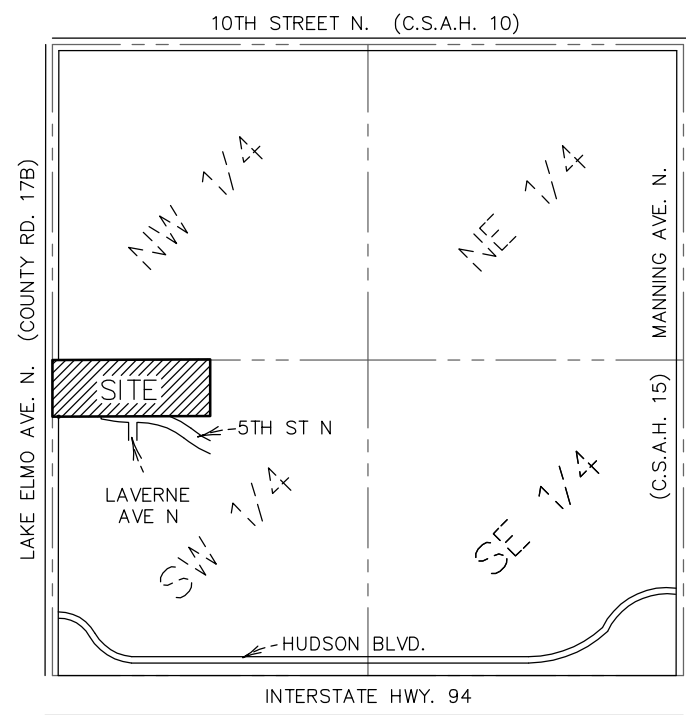 10TH STREET N. (C.S.A.H. 10)
NW 1/4
NE 1/4
LAKE ELMO AVE. N. (COUNTY RD. 17B)
MANNING AVE. N.
(C.S.A.H. 15)
SITE
5TH ST N
LAVERNE
AVE N
SW 1/4
SE 1/4
HUDSON BLVD.
INTERSTATE HWY. 94